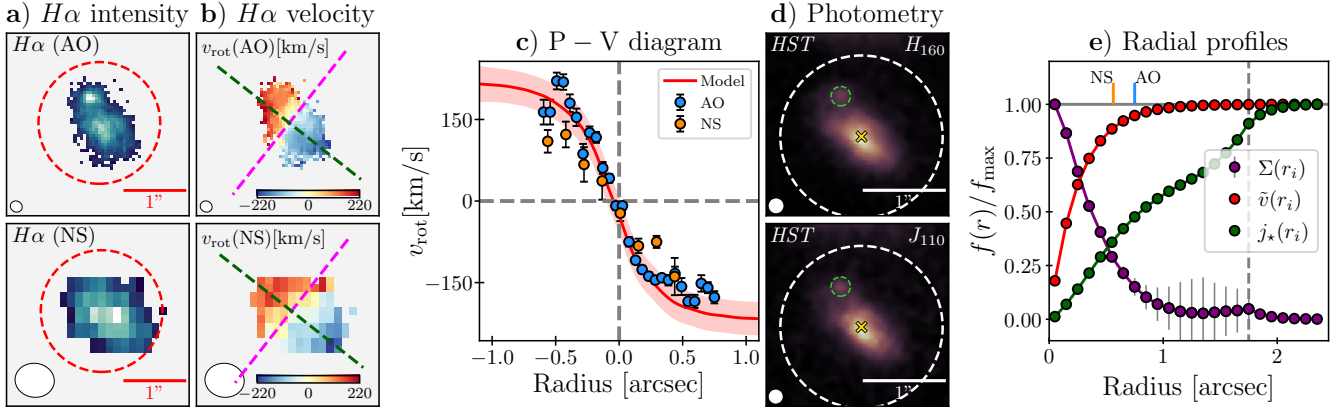 a) Hα intensity
Hα (AO)
1"
Hα (NS)
1"
b) Hα velocity
v_rot(AO)[km/s]
−220 0 220
v_rot(NS)[km/s]
−220 0 220
c) P − V diagram
Model
AO
NS
v_rot[km/s]
150
0
−150
−1.0 −0.5 0.0 0.5 1.0
Radius [arcsec]
d) Photometry
HST H_160
1"
HST J_110
1"
e) Radial profiles
NS AO
f(r)/f_max
1.00
0.75
0.50
0.25
0.00
Σ(r_i)
ṽ(r_i)
j_⋆(r_i)
0 1 2
Radius [arcsec]